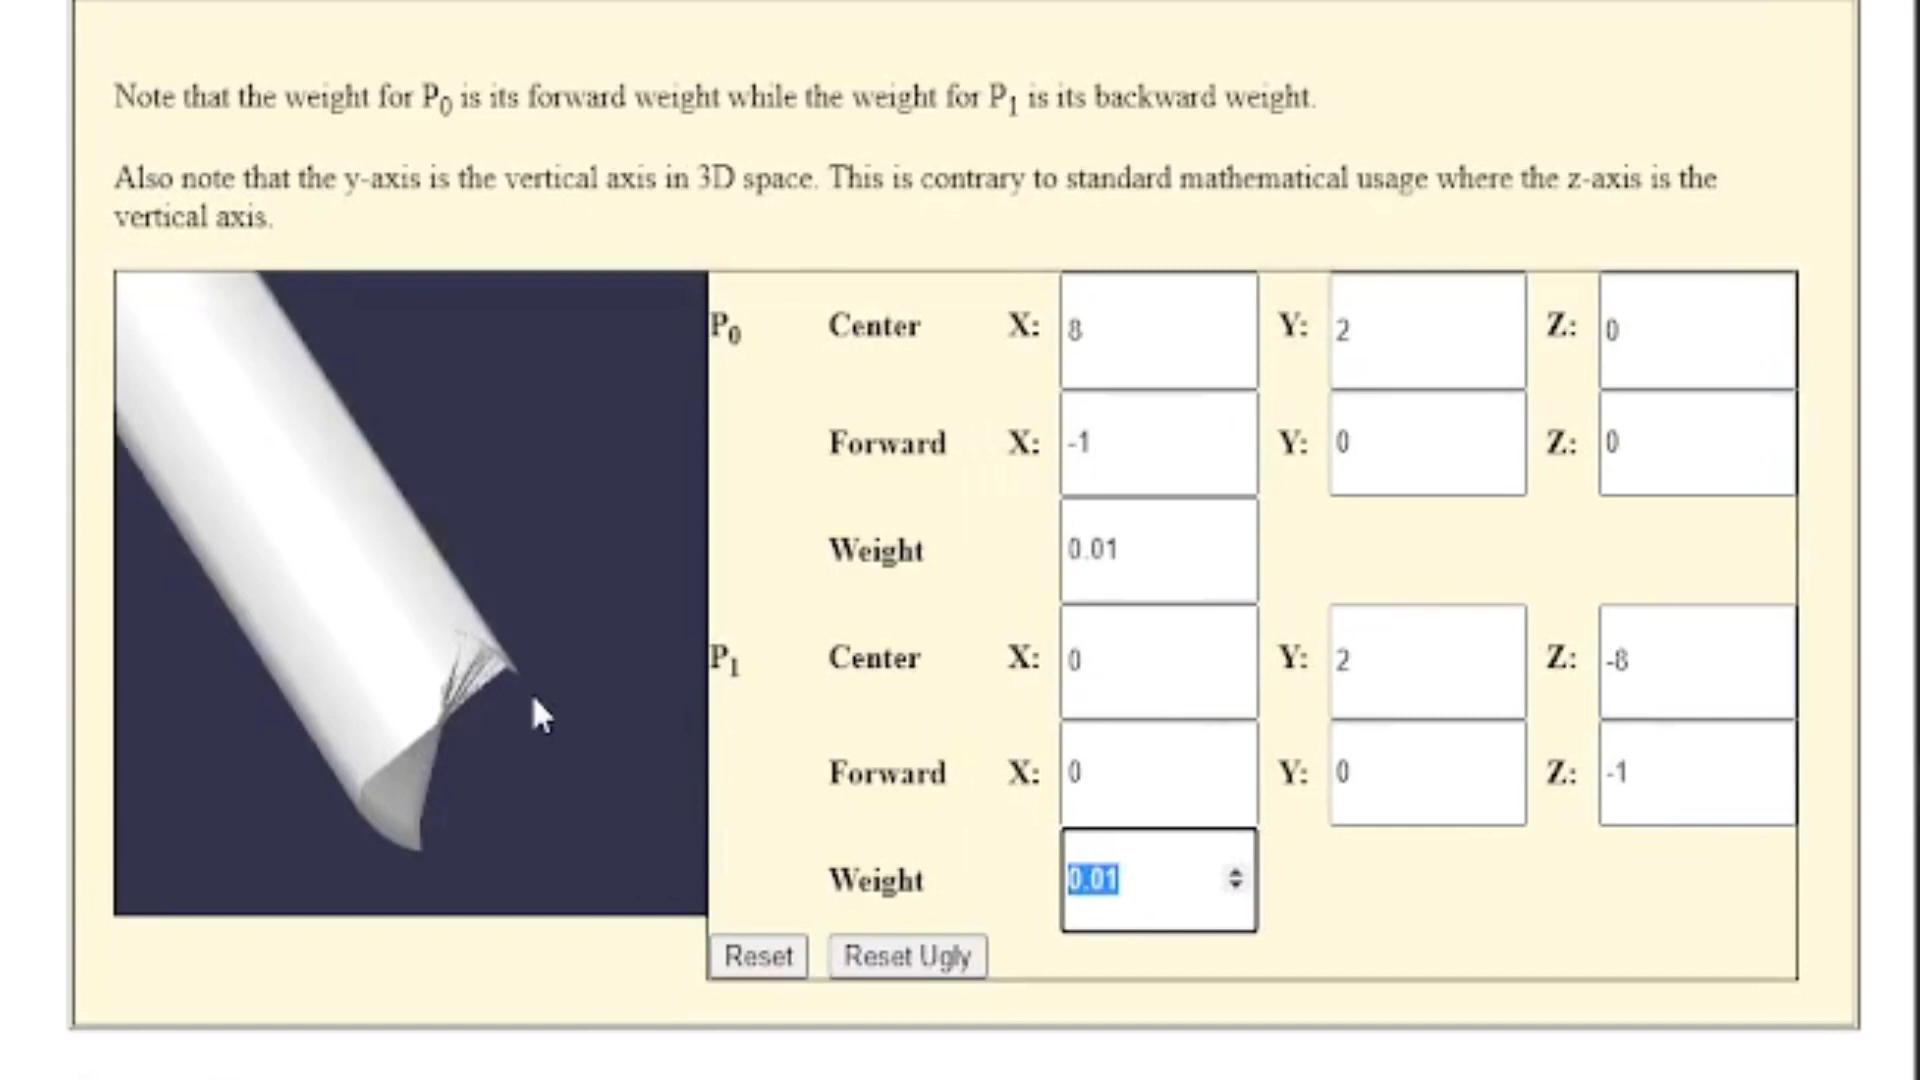 Note that the weight for P0 is its forward weight while the weight for P1 is its backward weight.
Also note that the y-axis is the vertical axis in 3D space. This is contrary to standard mathematical usage where the z-axis is the
vertical axis.
P0 Center X: 8 Y: 2 Z: 0
Forward X: -1 Y: 0 Z: 0
Weight 0.01
P1 Center X: 0 Y: 2 Z: -8
Forward X: 0 Y: 0 Z: -1
Weight 0.01
Reset Reset Ugly